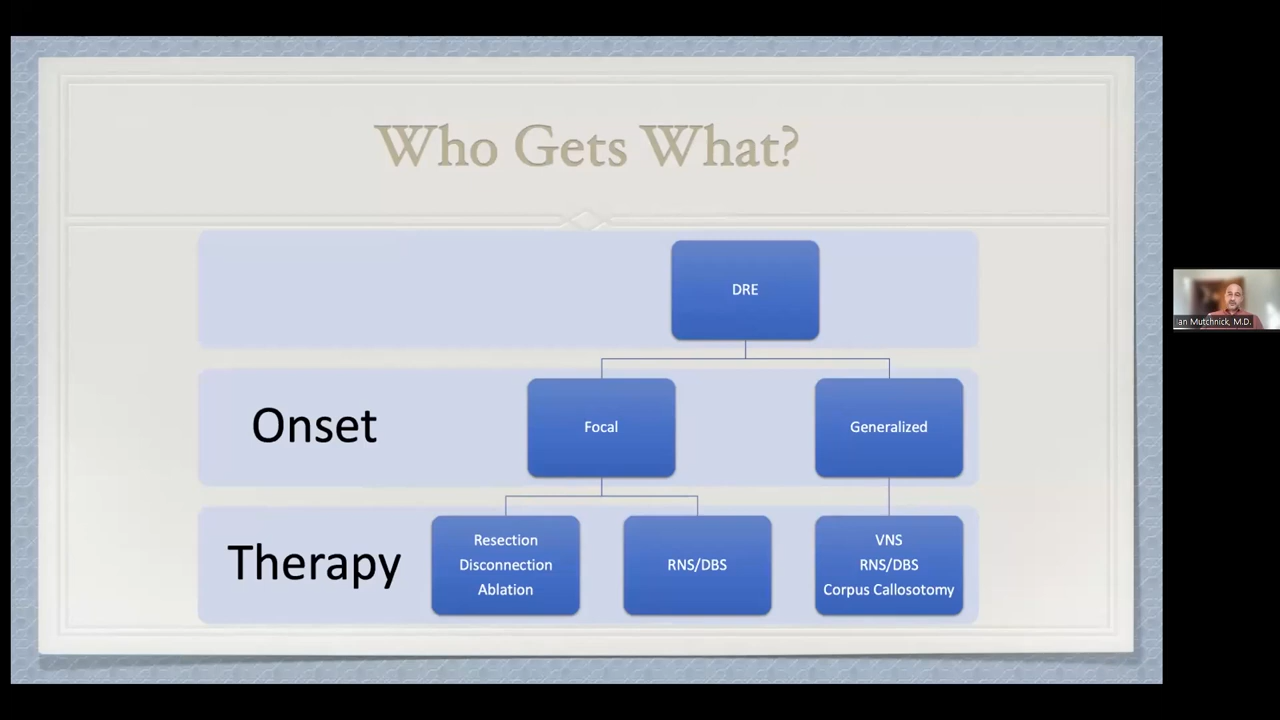 Who Gets What?
DRE
Onset
Focal
Generalized
Therapy
Resection
Disconnection
Ablation
RNS/DBS
VNS
RNS/DBS
Corpus Callosotomy
Ian Mutchnick, M.D.